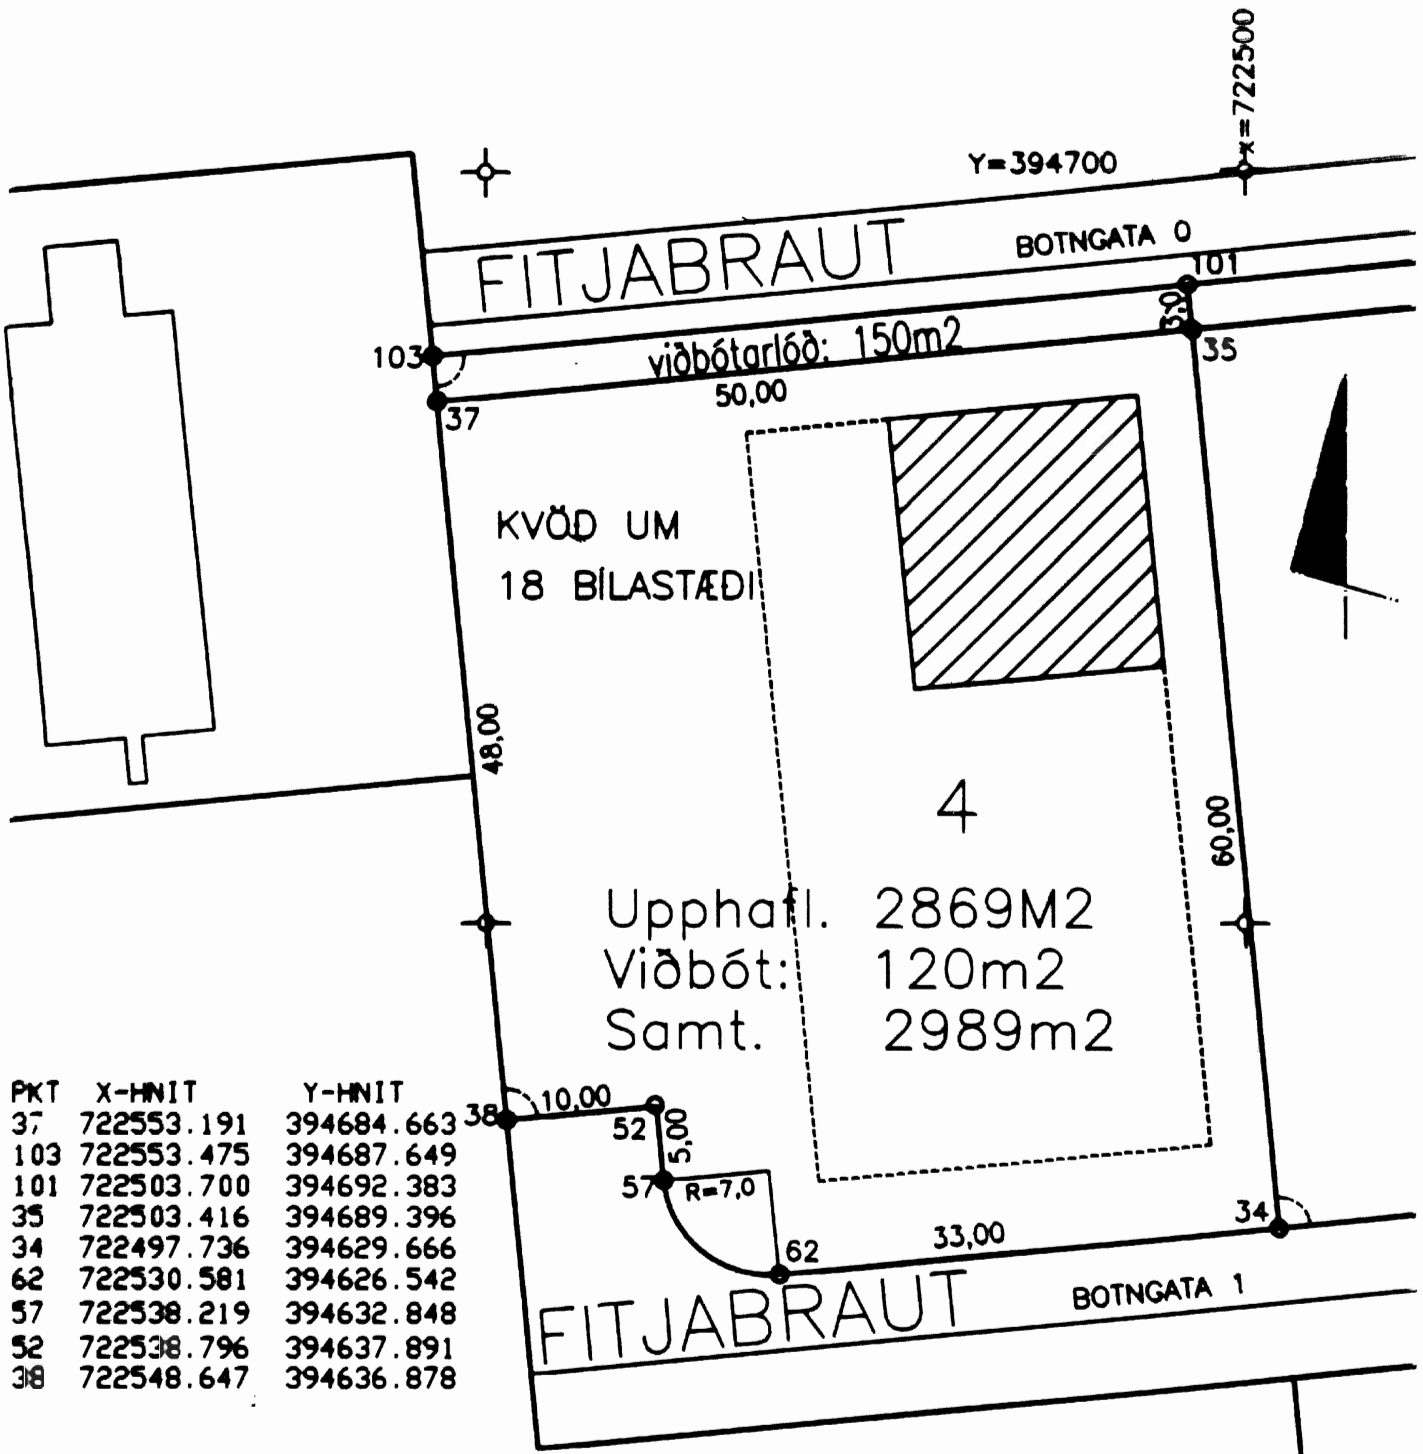 x=722500
Y=394700
FITJABRAUT
BOTNGATA 0
101
3,0
103
viðbótarlóð: 150m2
35
50,00
37
KVÖÐ UM
18 BÍLASTÆÐI
48,00
4
60,00
Upphafl. 2869M2
Viðbót: 120m2
Samt. 2989m2
38
10,00
52
5,00
57
R=7,0
62
33,00
34
FITJABRAUT
BOTNGATA 1
PKT X-HNIT Y-HNIT
37 722553.191 394684.663
103 722553.475 394687.649
101 722503.700 394692.383
35 722503.416 394689.396
34 722497.736 394629.666
62 722530.581 394626.542
57 722538.219 394632.848
52 722538.796 394637.891
38 722548.647 394636.878